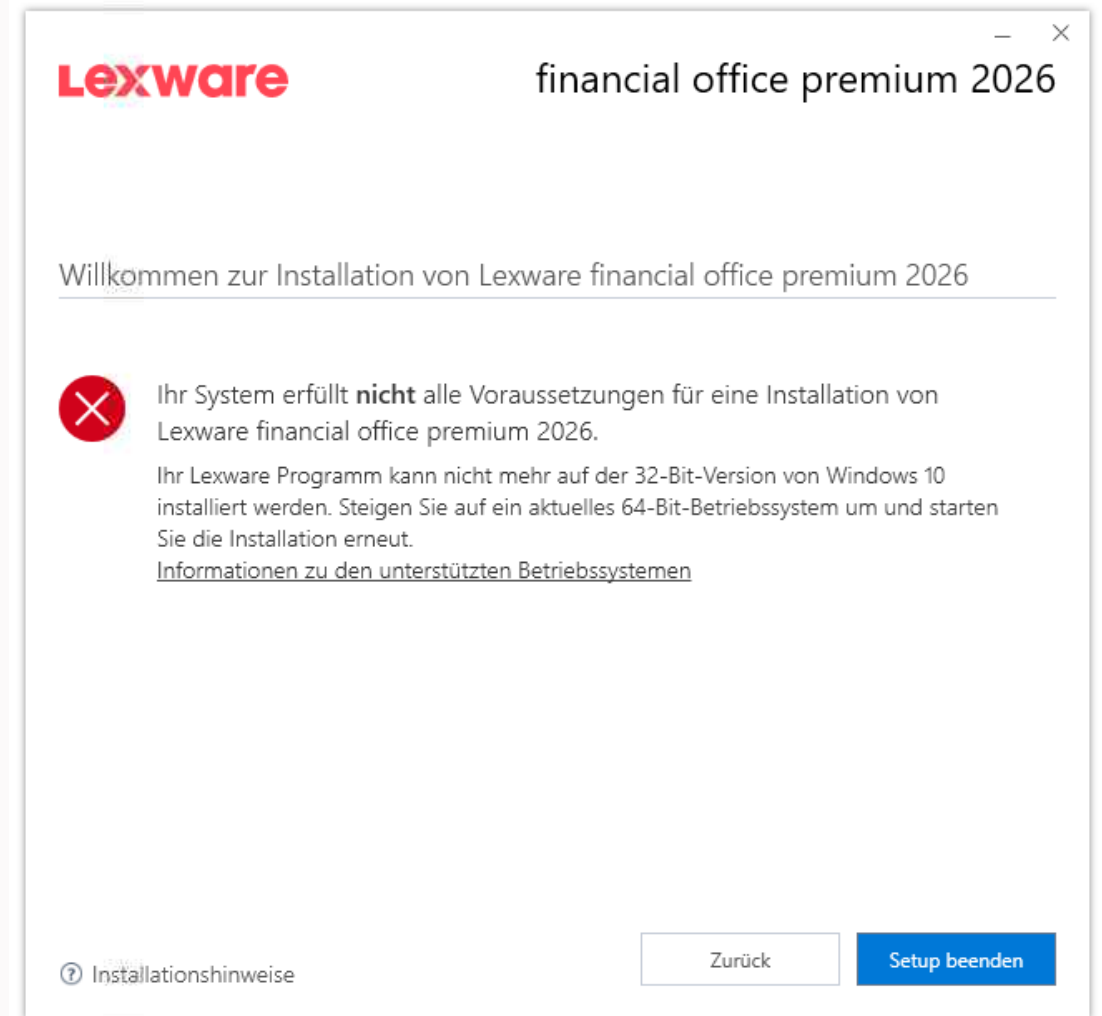 Lexware
financial office premium 2026
Willkommen zur Installation von Lexware financial office premium 2026
Ihr System erfüllt nicht alle Voraussetzungen für eine Installation von
Lexware financial office premium 2026.
Ihr Lexware Programm kann nicht mehr auf der 32-Bit-Version von Windows 10
installiert werden. Steigen Sie auf ein aktuelles 64-Bit-Betriebssystem um und starten
Sie die Installation erneut.
Informationen zu den unterstützten Betriebssystemen
? Installationshinweise
Zurück
Setup beenden